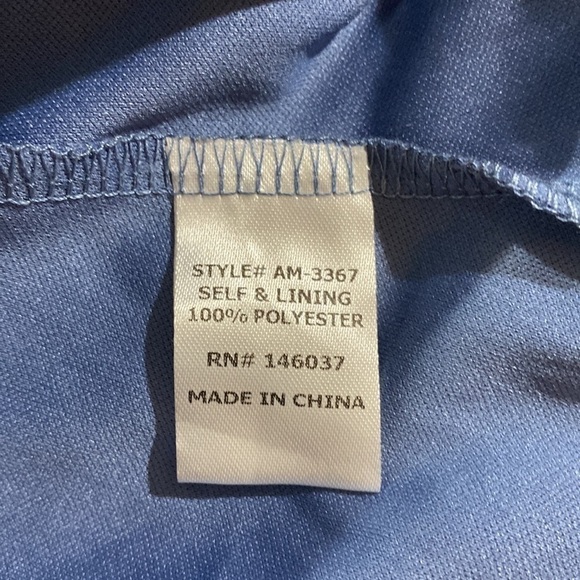 STYLE# AM-3367
SELF & LINING
100% POLYESTER
RN# 146037
MADE IN CHINA